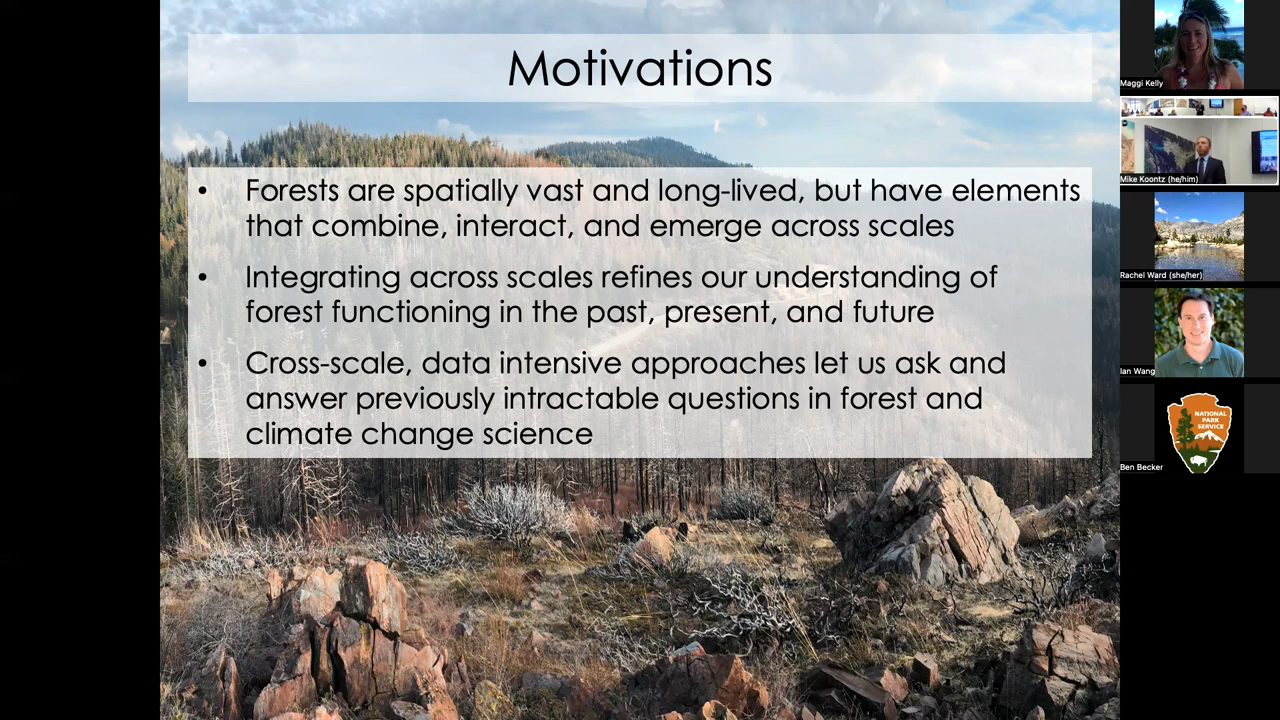 Motivations
• Forests are spatially vast and long-lived, but have elements
that combine, interact, and emerge across scales
• Integrating across scales refines our understanding of
forest functioning in the past, present, and future
• Cross-scale, data intensive approaches let us ask and
answer previously intractable questions in forest and
climate change science
Maggi Kelly
Mike Koontz (he/him)
Rachel Ward (she/her)
Ian Wang
NATIONAL
PARK
SERVICE
Ben Becker